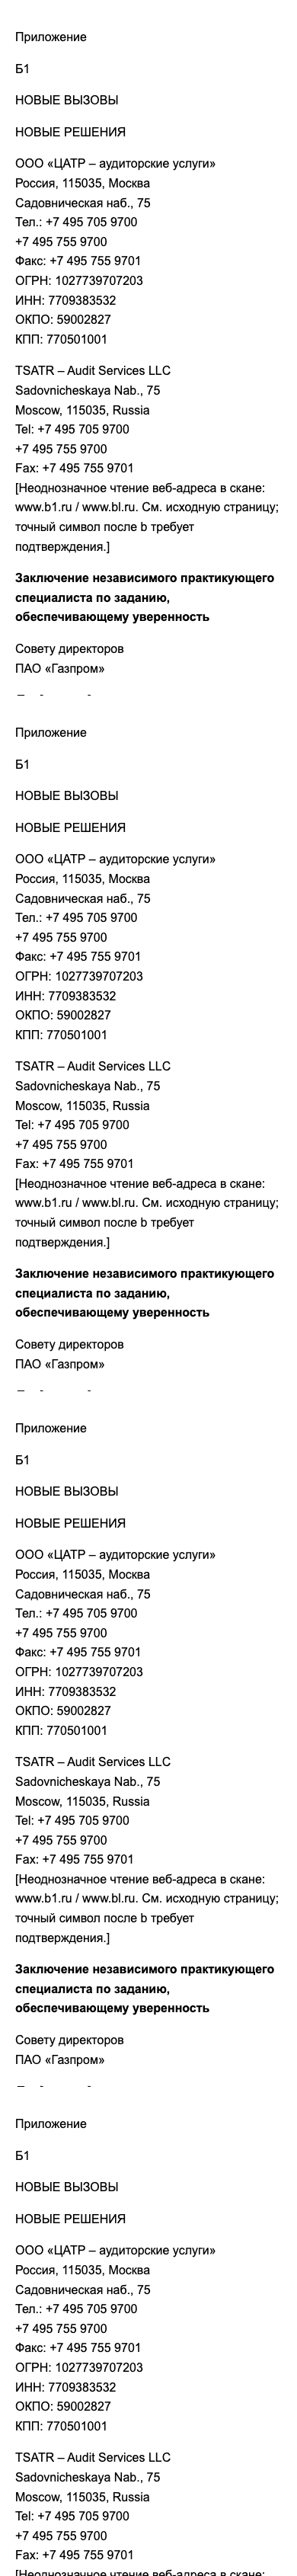 Приложение
Б1
НОВЫЕ ВЫЗОВЫ
НОВЫЕ РЕШЕНИЯ
ООО «ЦАТР – аудиторские услуги»
Россия, 115035, Москва
Садовническая наб., 75
Тел.: +7 495 705 9700
+7 495 755 9700
Факс: +7 495 755 9701
ОГРН: 1027739707203
ИНН: 7709383532
ОКПО: 59002827
КПП: 770501001
TSATR – Audit Services LLC
Sadovnicheskaya Nab., 75
Moscow, 115035, Russia
Tel: +7 495 705 9700
+7 495 755 9700
Fax: +7 495 755 9701
[Неоднозначное чтение веб-адреса в скане:
www.b1.ru / www.bl.ru. См. исходную страницу;
точный символ после b требует
подтверждения.]
Заключение независимого практикующего
специалиста по заданию,
обеспечивающему уверенность
Совету директоров
ПАО «Газпром»
Приложение
Б1
НОВЫЕ ВЫЗОВЫ
НОВЫЕ РЕШЕНИЯ
ООО «ЦАТР – аудиторские услуги»
Россия, 115035, Москва
Садовническая наб., 75
Тел.: +7 495 705 9700
+7 495 755 9700
Факс: +7 495 755 9701
ОГРН: 1027739707203
ИНН: 7709383532
ОКПО: 59002827
КПП: 770501001
TSATR – Audit Services LLC
Sadovnicheskaya Nab., 75
Moscow, 115035, Russia
Tel: +7 495 705 9700
+7 495 755 9700
Fax: +7 495 755 9701
[Неоднозначное чтение веб-адреса в скане:
www.b1.ru / www.bl.ru. См. исходную страницу;
точный символ после b требует
подтверждения.]
Заключение независимого практикующего
специалиста по заданию,
обеспечивающему уверенность
Совету директоров
ПАО «Газпром»
Приложение
Б1
НОВЫЕ ВЫЗОВЫ
НОВЫЕ РЕШЕНИЯ
ООО «ЦАТР – аудиторские услуги»
Россия, 115035, Москва
Садовническая наб., 75
Тел.: +7 495 705 9700
+7 495 755 9700
Факс: +7 495 755 9701
ОГРН: 1027739707203
ИНН: 7709383532
ОКПО: 59002827
КПП: 770501001
TSATR – Audit Services LLC
Sadovnicheskaya Nab., 75
Moscow, 115035, Russia
Tel: +7 495 705 9700
+7 495 755 9700
Fax: +7 495 755 9701
[Неоднозначное чтение веб-адреса в скане:
www.b1.ru / www.bl.ru. См. исходную страницу;
точный символ после b требует
подтверждения.]
Заключение независимого практикующего
специалиста по заданию,
обеспечивающему уверенность
Совету директоров
ПАО «Газпром»
Приложение
Б1
НОВЫЕ ВЫЗОВЫ
НОВЫЕ РЕШЕНИЯ
ООО «ЦАТР – аудиторские услуги»
Россия, 115035, Москва
Садовническая наб., 75
Тел.: +7 495 705 9700
+7 495 755 9700
Факс: +7 495 755 9701
ОГРН: 1027739707203
ИНН: 7709383532
ОКПО: 59002827
КПП: 770501001
TSATR – Audit Services LLC
Sadovnicheskaya Nab., 75
Moscow, 115035, Russia
Tel: +7 495 705 9700
+7 495 755 9700
Fax: +7 495 755 9701
[Неоднозначное чтение веб-адреса в скане: